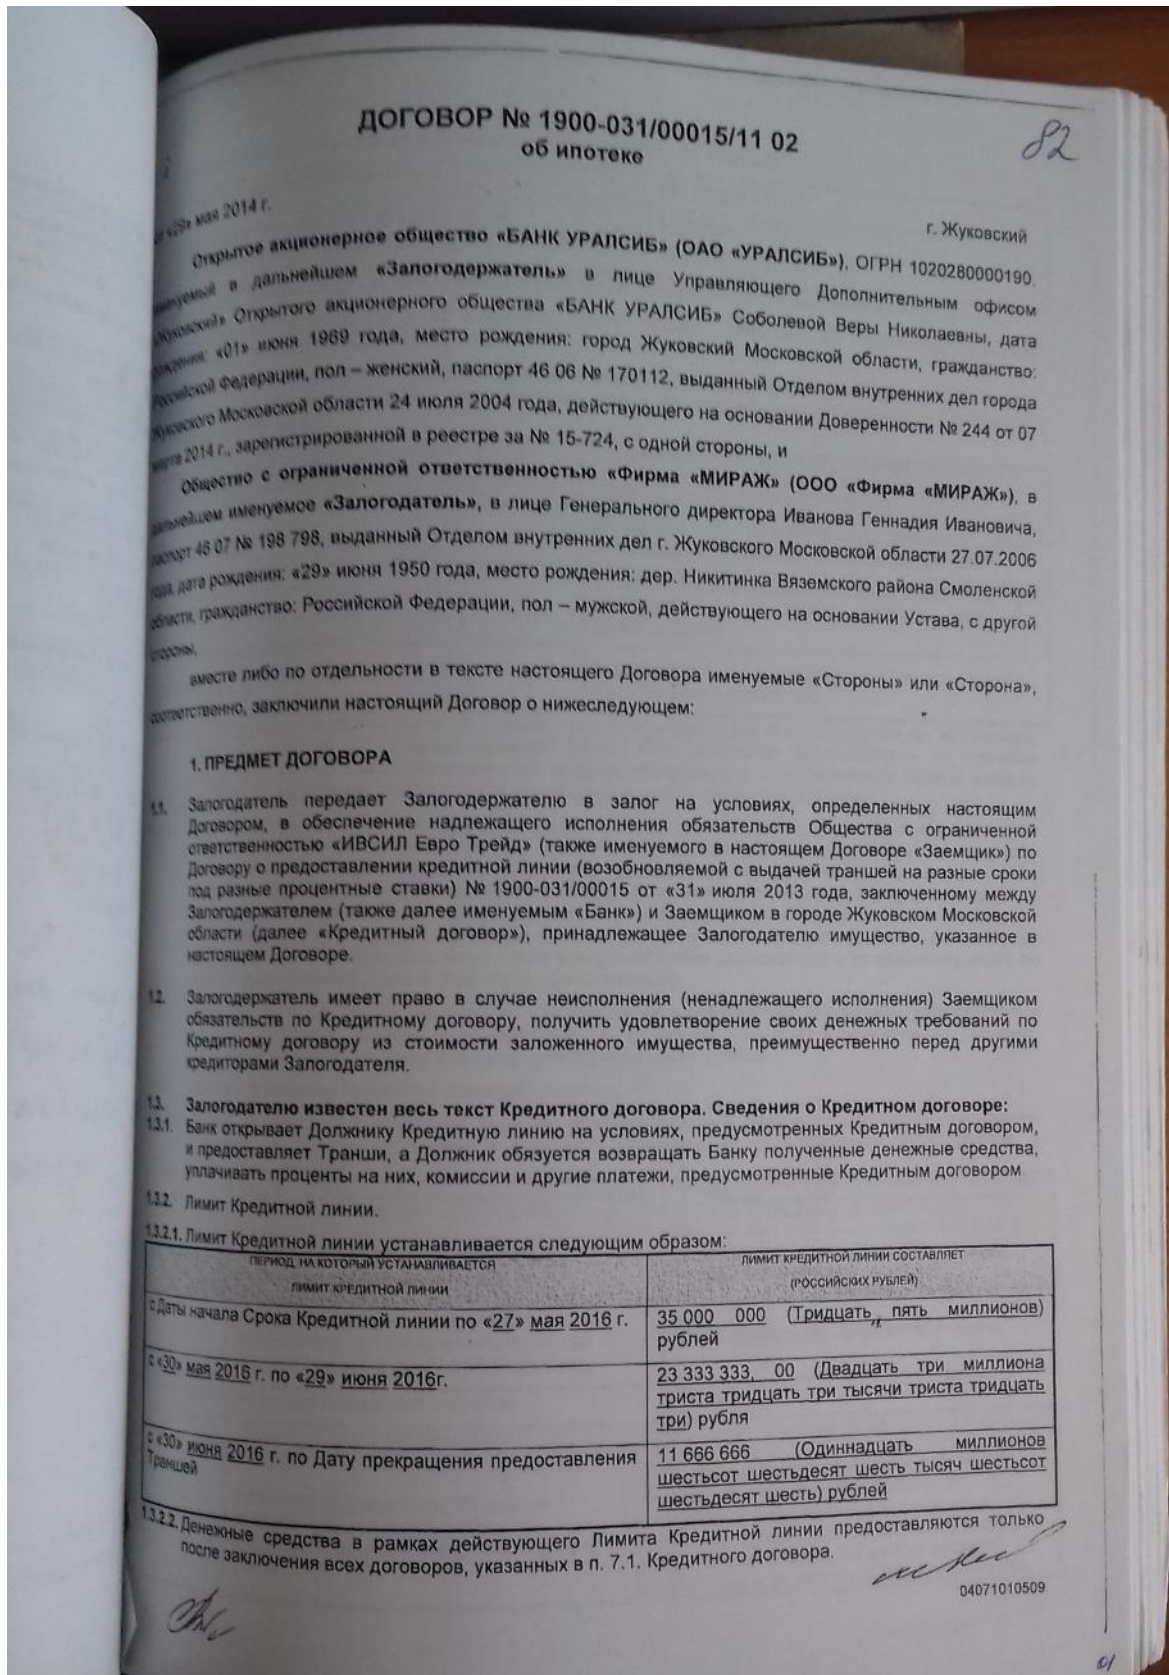 ДОГОВОР № 1900-031/00015/11 02
об ипотеке
82
от «29» мая 2014 г.
г. Жуковский
Открытое акционерное общество «БАНК УРАЛСИБ» (ОАО «УРАЛСИБ»), ОГРН 1020280000190,
именуемый в дальнейшем «Залогодержатель» в лице Управляющего Дополнительным офисом
«Жуковский» Открытого акционерного общества «БАНК УРАЛСИБ» Соболевой Веры Николаевны, дата
рождения: «01» июня 1969 года, место рождения: город Жуковский Московской области, гражданство:
Российской Федерации, пол – женский, паспорт 46 06 № 170112, выданный Отделом внутренних дел города
Жуковского Московской области 24 июля 2004 года, действующего на основании Доверенности № 244 от 07
марта 2014 г., зарегистрированной в реестре за № 15-724, с одной стороны, и
Общество с ограниченной ответственностью «Фирма «МИРАЖ» (ООО «Фирма «МИРАЖ»), в
дальнейшем именуемое «Залогодатель», в лице Генерального директора Иванова Геннадия Ивановича,
паспорт 46 07 № 198 798, выданный Отделом внутренних дел г. Жуковского Московской области 27.07.2006
года, дата рождения: «29» июня 1950 года, место рождения: дер. Никитинка Вяземского района Смоленской
области, гражданство: Российской Федерации, пол – мужской, действующего на основании Устава, с другой
стороны,
вместе либо по отдельности в тексте настоящего Договора именуемые «Стороны» или «Сторона»,
соответственно, заключили настоящий Договор о нижеследующем:
1. ПРЕДМЕТ ДОГОВОРА
1.1. Залогодатель передает Залогодержателю в залог на условиях, определенных настоящим
Договором, в обеспечение надлежащего исполнения обязательств Общества с ограниченной
ответственностью «ИВСИЛ Евро Трейд» (также именуемого в настоящем Договоре «Заемщик») по
Договору о предоставлении кредитной линии (возобновляемой с выдачей траншей на разные сроки
под разные процентные ставки) № 1900-031/00015 от «31» июля 2013 года, заключенному между
Залогодержателем (также далее именуемым «Банк») и Заемщиком в городе Жуковском Московской
области (далее «Кредитный договор»), принадлежащее Залогодателю имущество, указанное в
настоящем Договоре.
1.2. Залогодержатель имеет право в случае неисполнения (ненадлежащего исполнения) Заемщиком
обязательств по Кредитному договору, получить удовлетворение своих денежных требований по
Кредитному договору из стоимости заложенного имущества, преимущественно перед другими
кредиторами Залогодателя.
1.3. Залогодателю известен весь текст Кредитного договора. Сведения о Кредитном договоре:
1.3.1. Банк открывает Должнику Кредитную линию на условиях, предусмотренных Кредитным договором,
и предоставляет Транши, а Должник обязуется возвращать Банку полученные денежные средства,
уплачивать проценты на них, комиссии и другие платежи, предусмотренные Кредитным договором
1.3.2. Лимит Кредитной линии.
1.3.2.1. Лимит Кредитной линии устанавливается следующим образом:
ПЕРИОД, НА КОТОРЫЙ УСТАНАВЛИВАЕТСЯ
ЛИМИТ КРЕДИТНОЙ ЛИНИИ
ЛИМИТ КРЕДИТНОЙ ЛИНИИ СОСТАВЛЯЕТ
(РОССИЙСКИХ РУБЛЕЙ)
с Даты начала Срока Кредитной линии по «27» мая 2016 г.
35 000 000 (Тридцать пять миллионов)
рублей
с «30» мая 2016 г. по «29» июня 2016г.
23 333 333, 00 (Двадцать три миллиона
триста тридцать три тысячи триста тридцать
три) рубля
с «30» июня 2016 г. по Дату прекращения предоставления
Траншей
11 666 666 (Одиннадцать миллионов
шестьсот шестьдесят шесть тысяч шестьсот
шестьдесят шесть) рублей
1.3.2.2. Денежные средства в рамках действующего Лимита Кредитной линии предоставляются только
после заключения всех договоров, указанных в п. 7.1. Кредитного договора.
04071010509